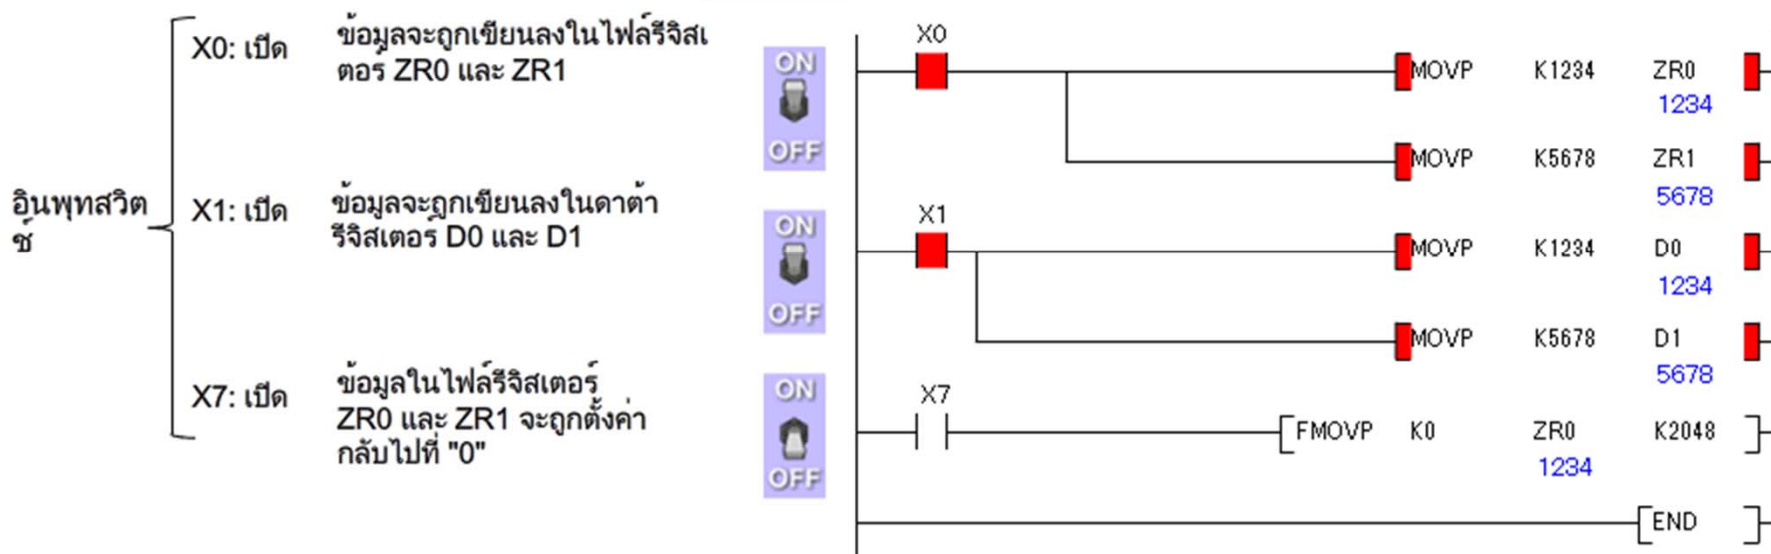 อินพุทสวิต
ช์
X0: เปิด
ข้อมูลจะถูกเขียนลงในไฟล์รีจิสเ
ตอร์ ZR0 และ ZR1
X1: เปิด
ข้อมูลจะถูกเขียนลงในดาต้า
รีจิสเตอร์ D0 และ D1
X7: เปิด
ข้อมูลในไฟล์รีจิสเตอร์
ZR0 และ ZR1 จะถูกตั้งค่า
กลับไปที่ "0"
ON
OFF
ON
OFF
ON
OFF
X0
MOVP K1234 ZR0
1234
MOVP K5678 ZR1
5678
X1
MOVP K1234 D0
1234
MOVP K5678 D1
5678
X7
FMOVP K0 ZR0 K2048
1234
END